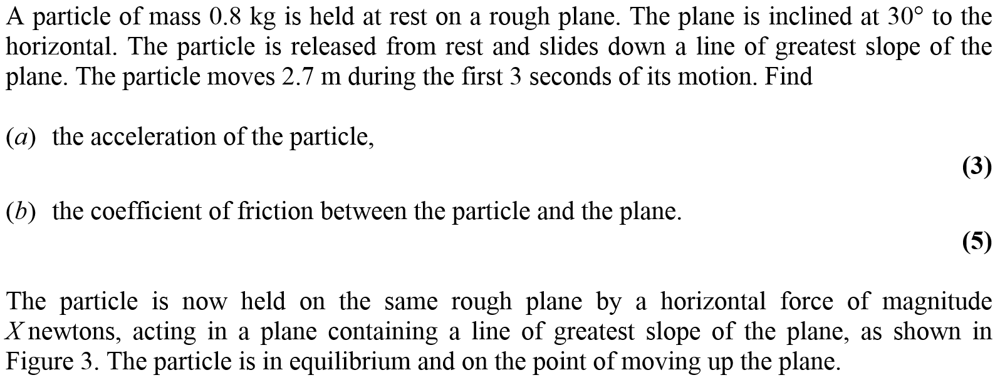 A particle of mass 0.8 kg is held at rest on a rough plane. The plane is inclined at 30° to the
horizontal. The particle is released from rest and slides down a line of greatest slope of the
plane. The particle moves 2.7 m during the first 3 seconds of its motion. Find
(a) the acceleration of the particle,
(3)
(b) the coefficient of friction between the particle and the plane.
(5)
The particle is now held on the same rough plane by a horizontal force of magnitude
X newtons, acting in a plane containing a line of greatest slope of the plane, as shown in
Figure 3. The particle is in equilibrium and on the point of moving up the plane.